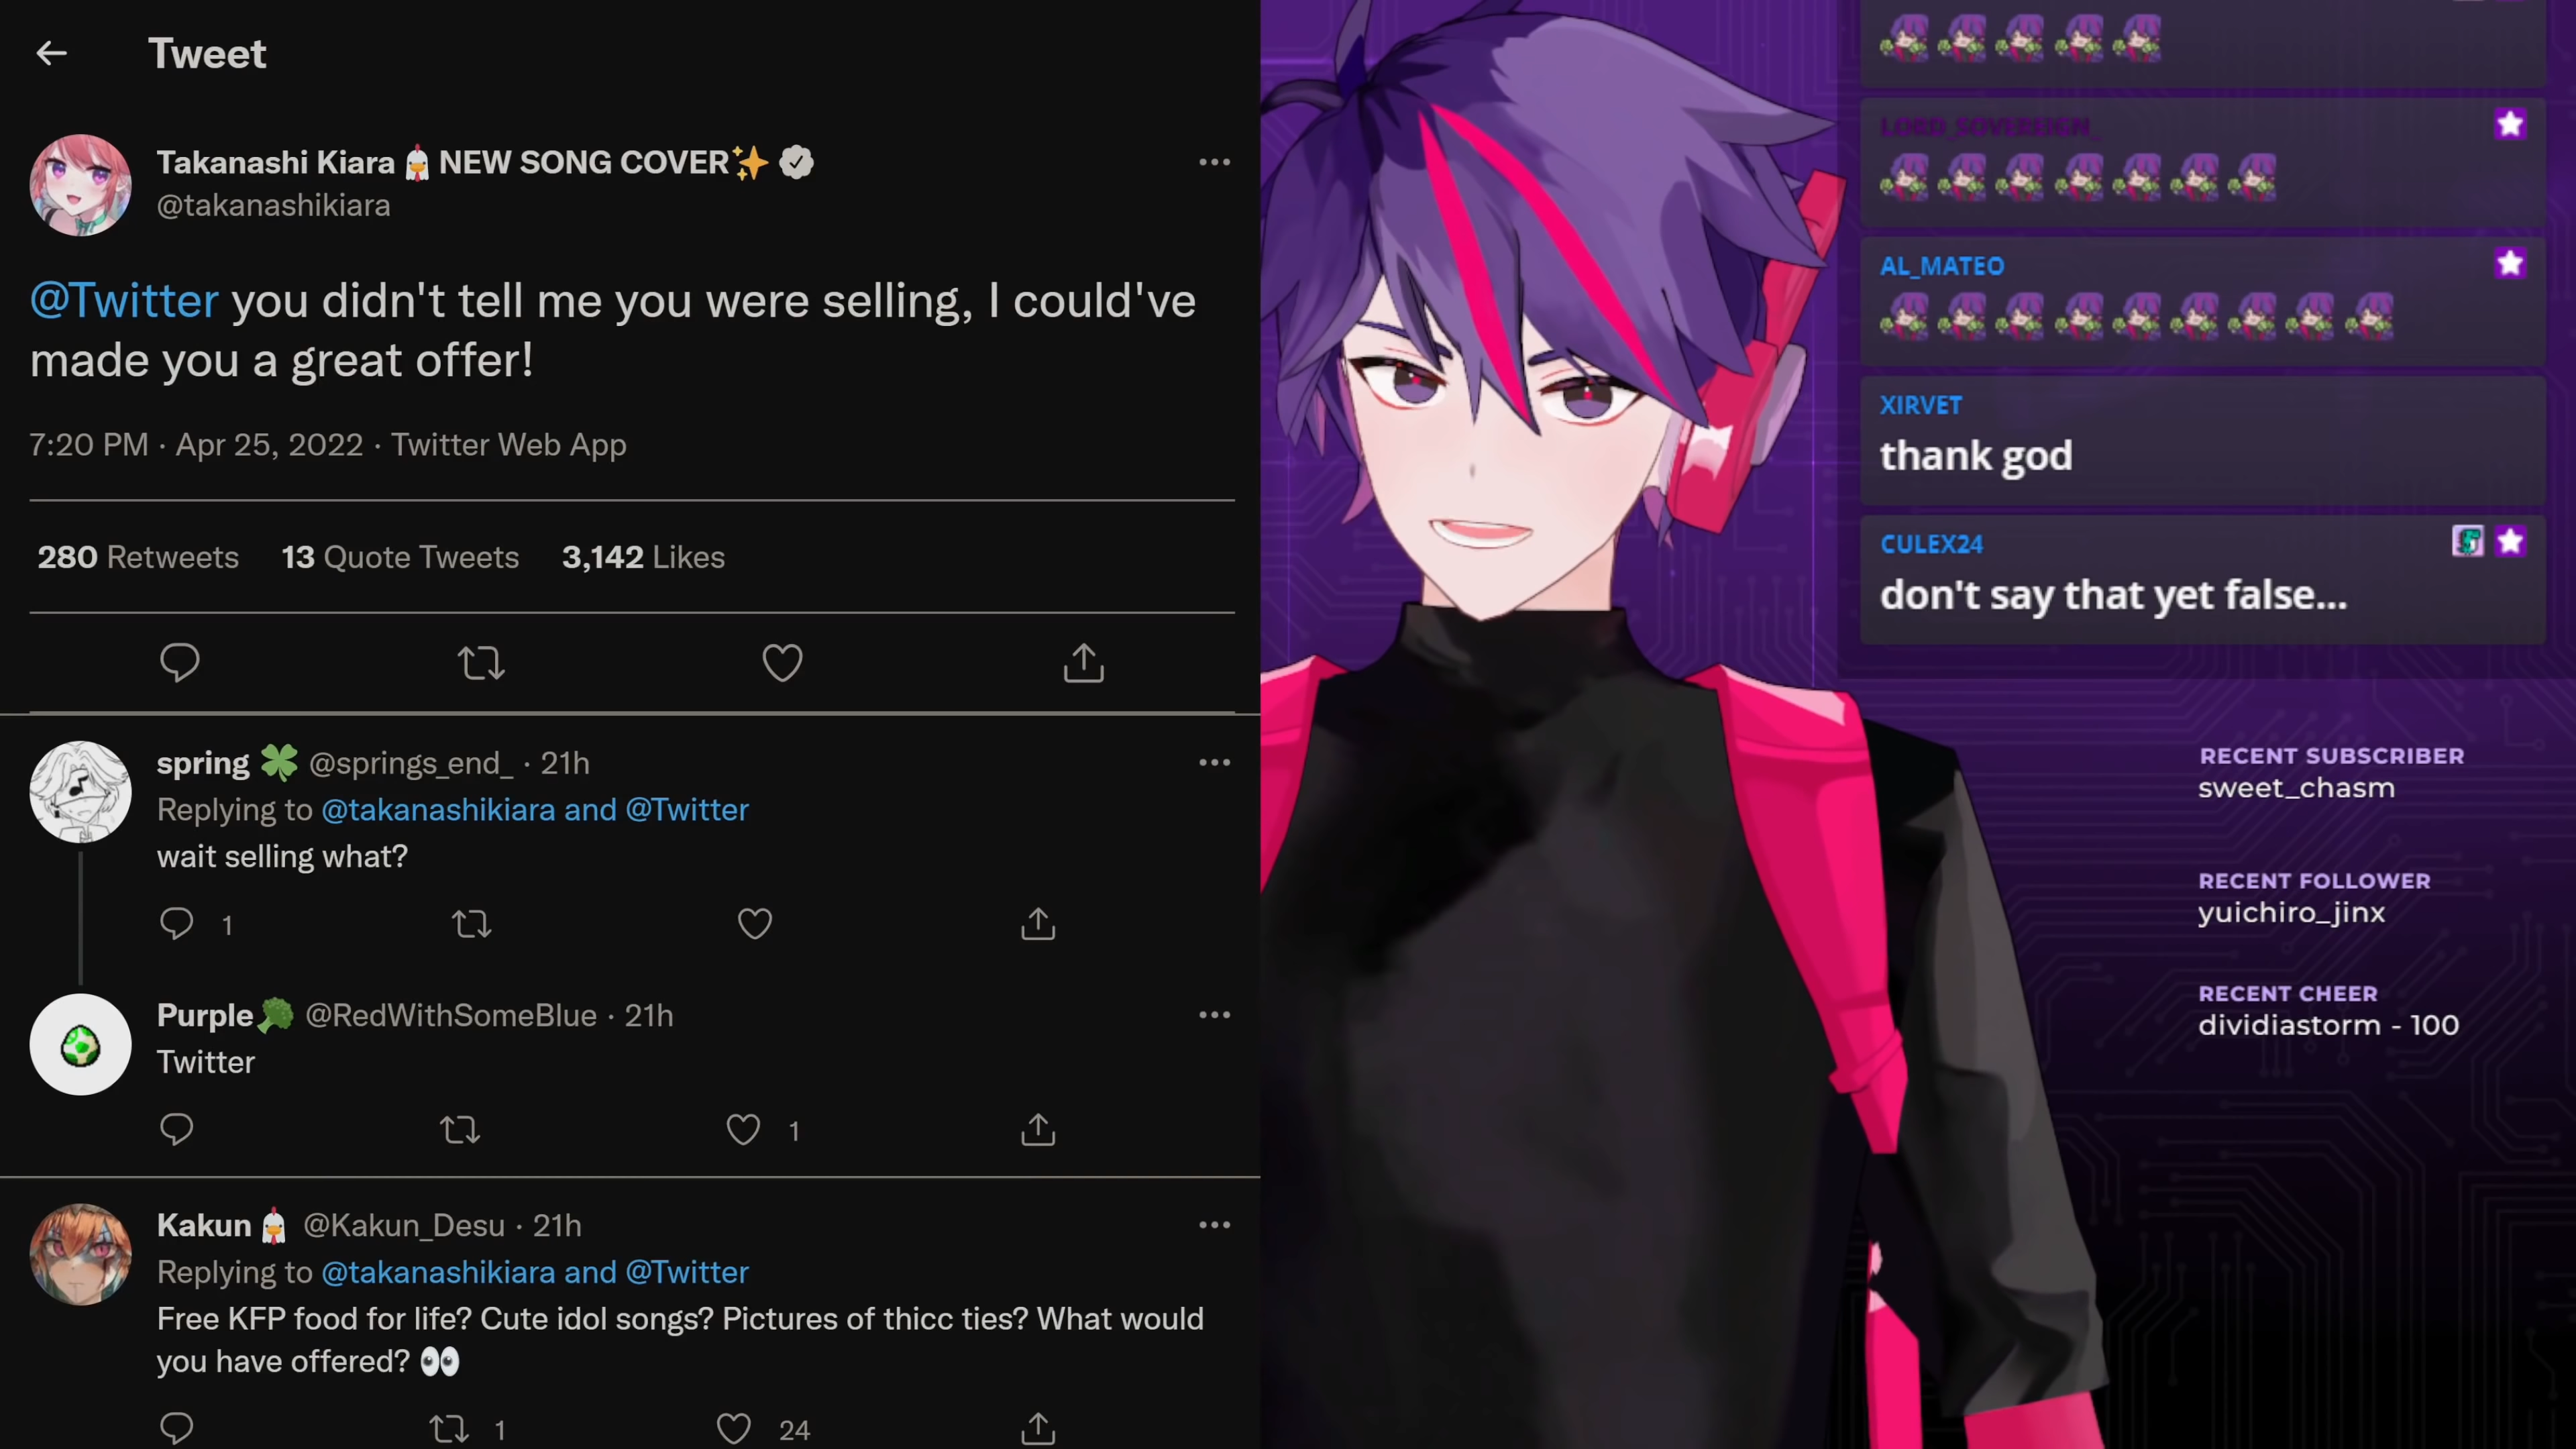 Tweet
Takanashi Kiara🐔NEW SONG COVER✨
@takanashikiara
@Twitter you didn't tell me you were selling, I could've
made you a great offer!
7:20 PM · Apr 25, 2022 · Twitter Web App
280 Retweets 13 Quote Tweets 3,142 Likes
spring 🍀 @springs_end_ · 21h
Replying to @takanashikiara and @Twitter
wait selling what?
1
Purple🥦 @RedWithSomeBlue · 21h
Twitter
1
Kakun🐔 @Kakun_Desu · 21h
Replying to @takanashikiara and @Twitter
Free KFP food for life? Cute idol songs? Pictures of thicc ties? What would
you have offered? 👀
1 24
LORD_SOVEREIGN_
AL_MATEO
XIRVET
thank god
CULEX24
don't say that yet false...
RECENT SUBSCRIBER
sweet_chasm
RECENT FOLLOWER
yuichiro_jinx
RECENT CHEER
dividiastorm - 100